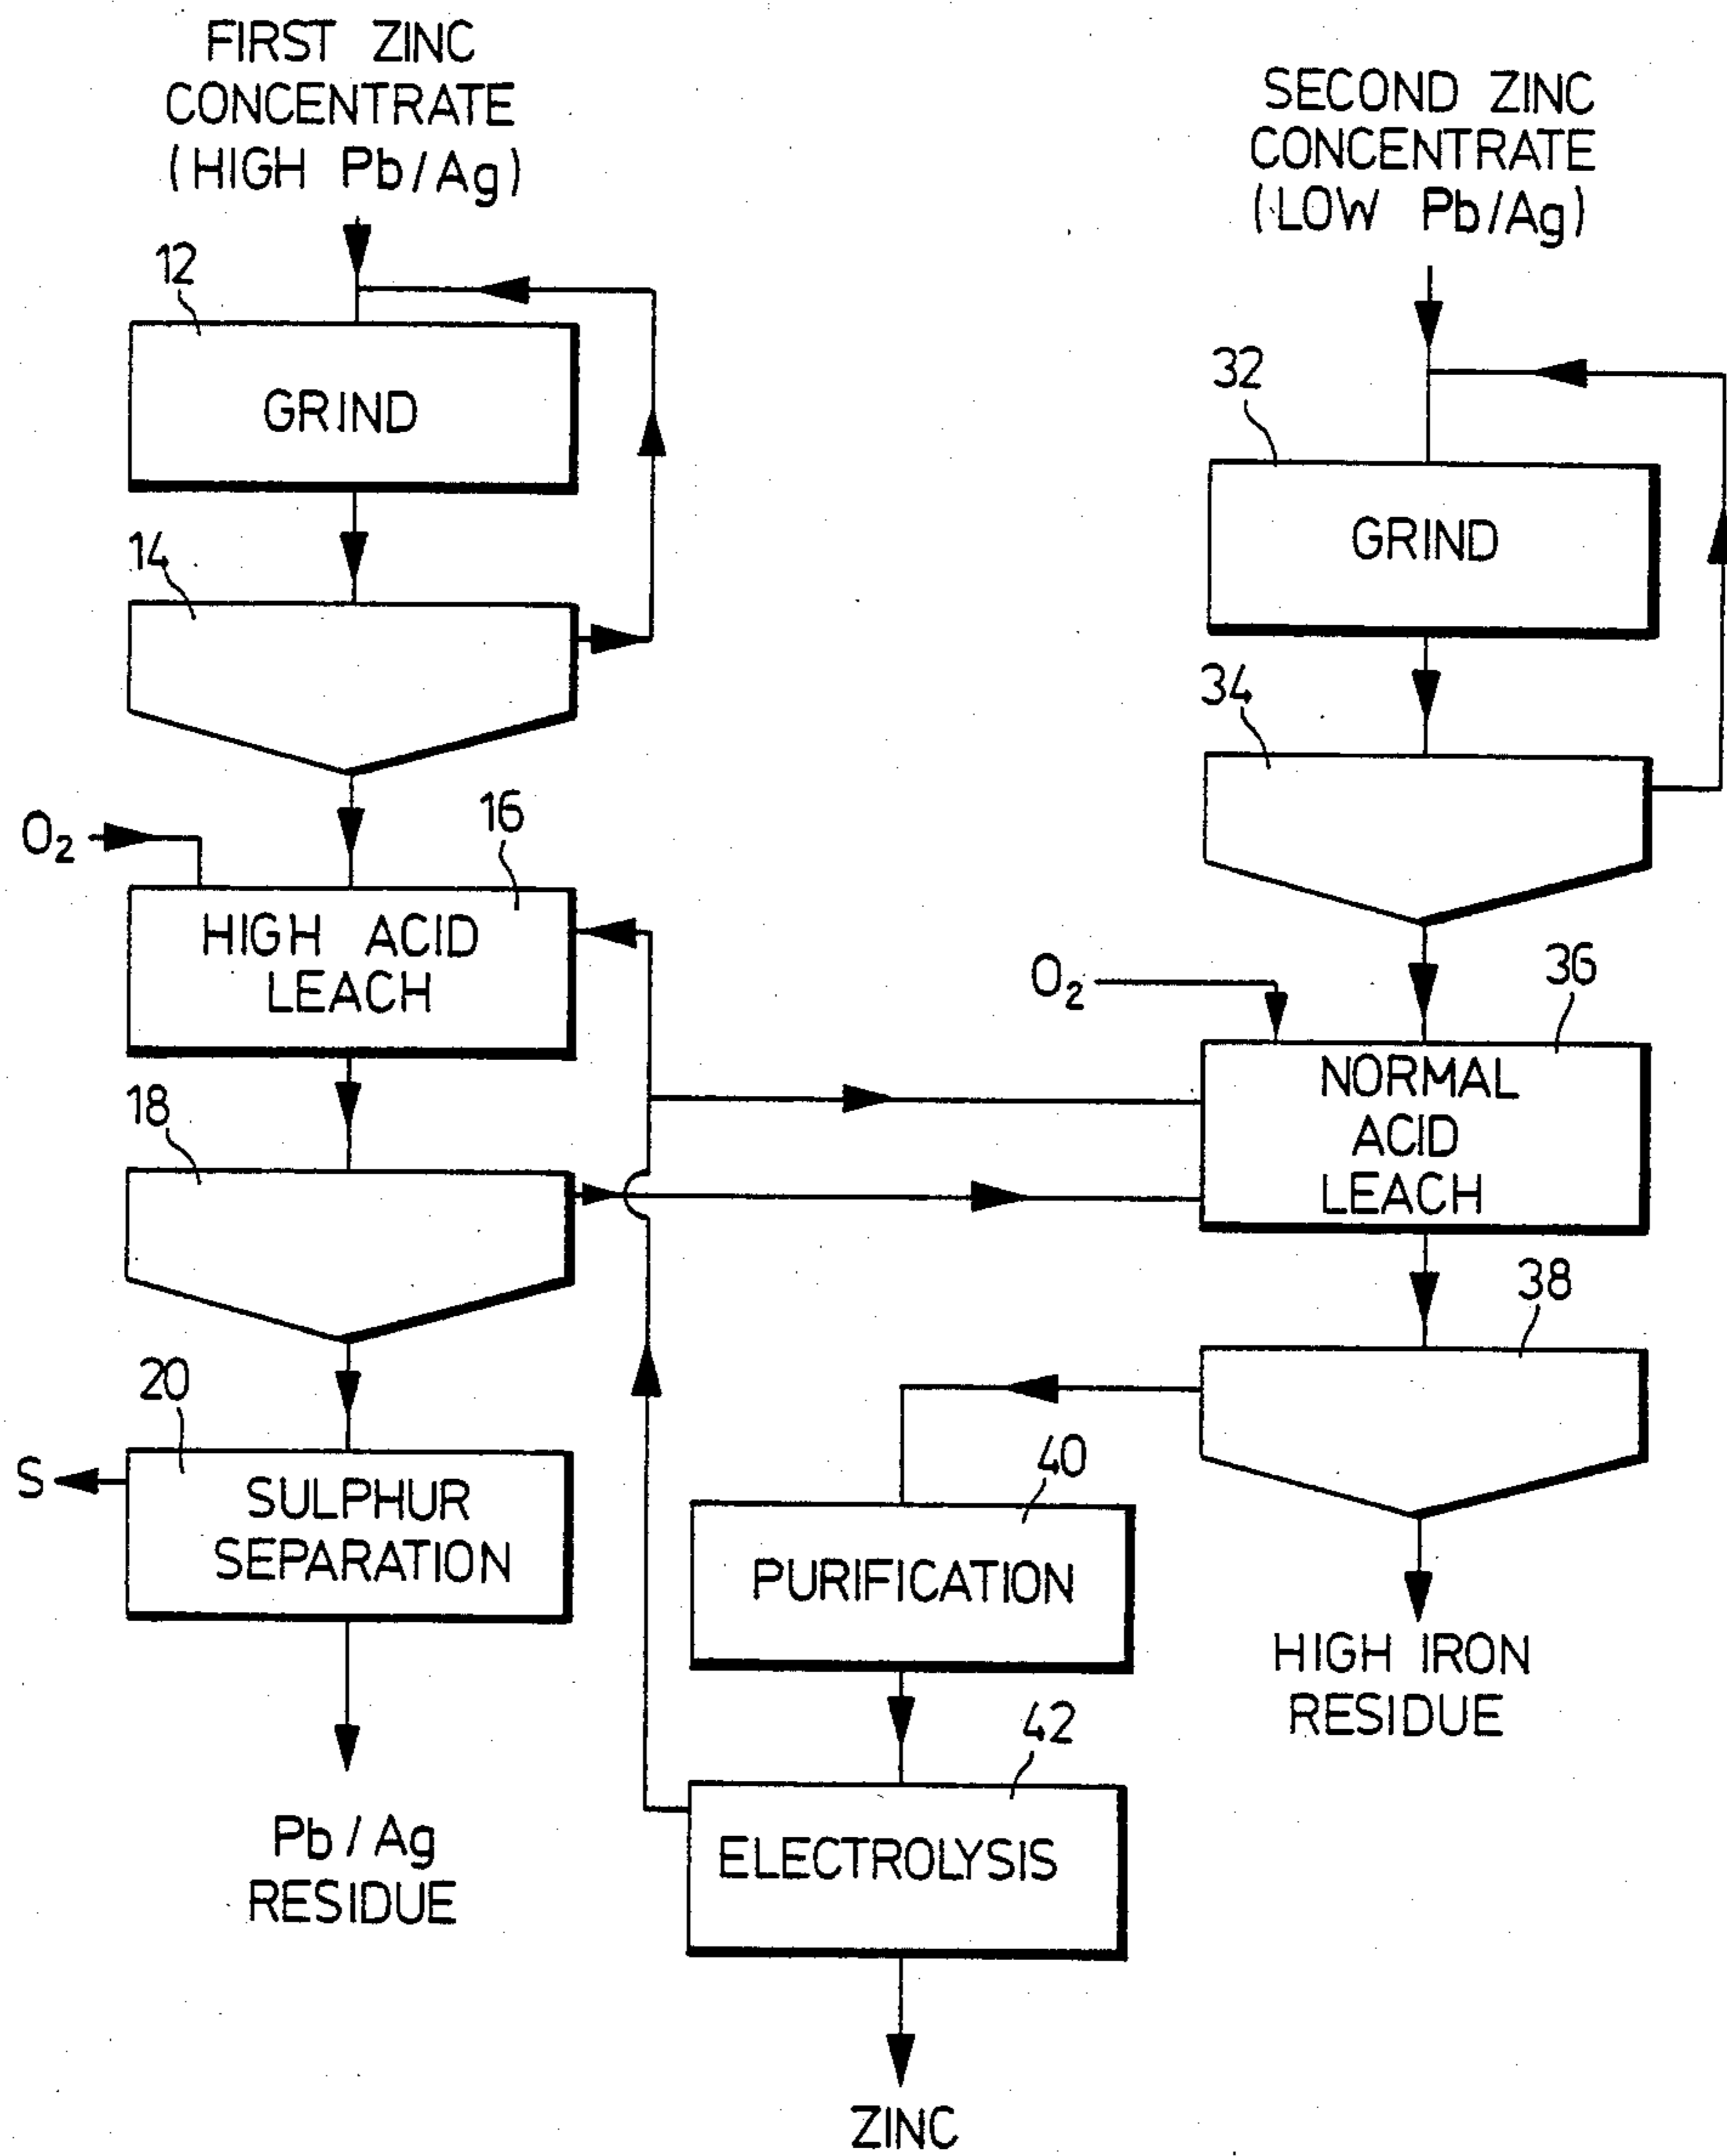 FIRST ZINC
CONCENTRATE
(HIGH Pb/Ag)
12
GRIND
14
O2
16
HIGH ACID
LEACH
18
20
S
SULPHUR
SEPARATION
Pb/Ag
RESIDUE
SECOND ZINC
CONCENTRATE
(LOW Pb/Ag)
32
GRIND
34
O2
36
NORMAL
ACID
LEACH
38
HIGH IRON
RESIDUE
40
PURIFICATION
42
ELECTROLYSIS
ZINC